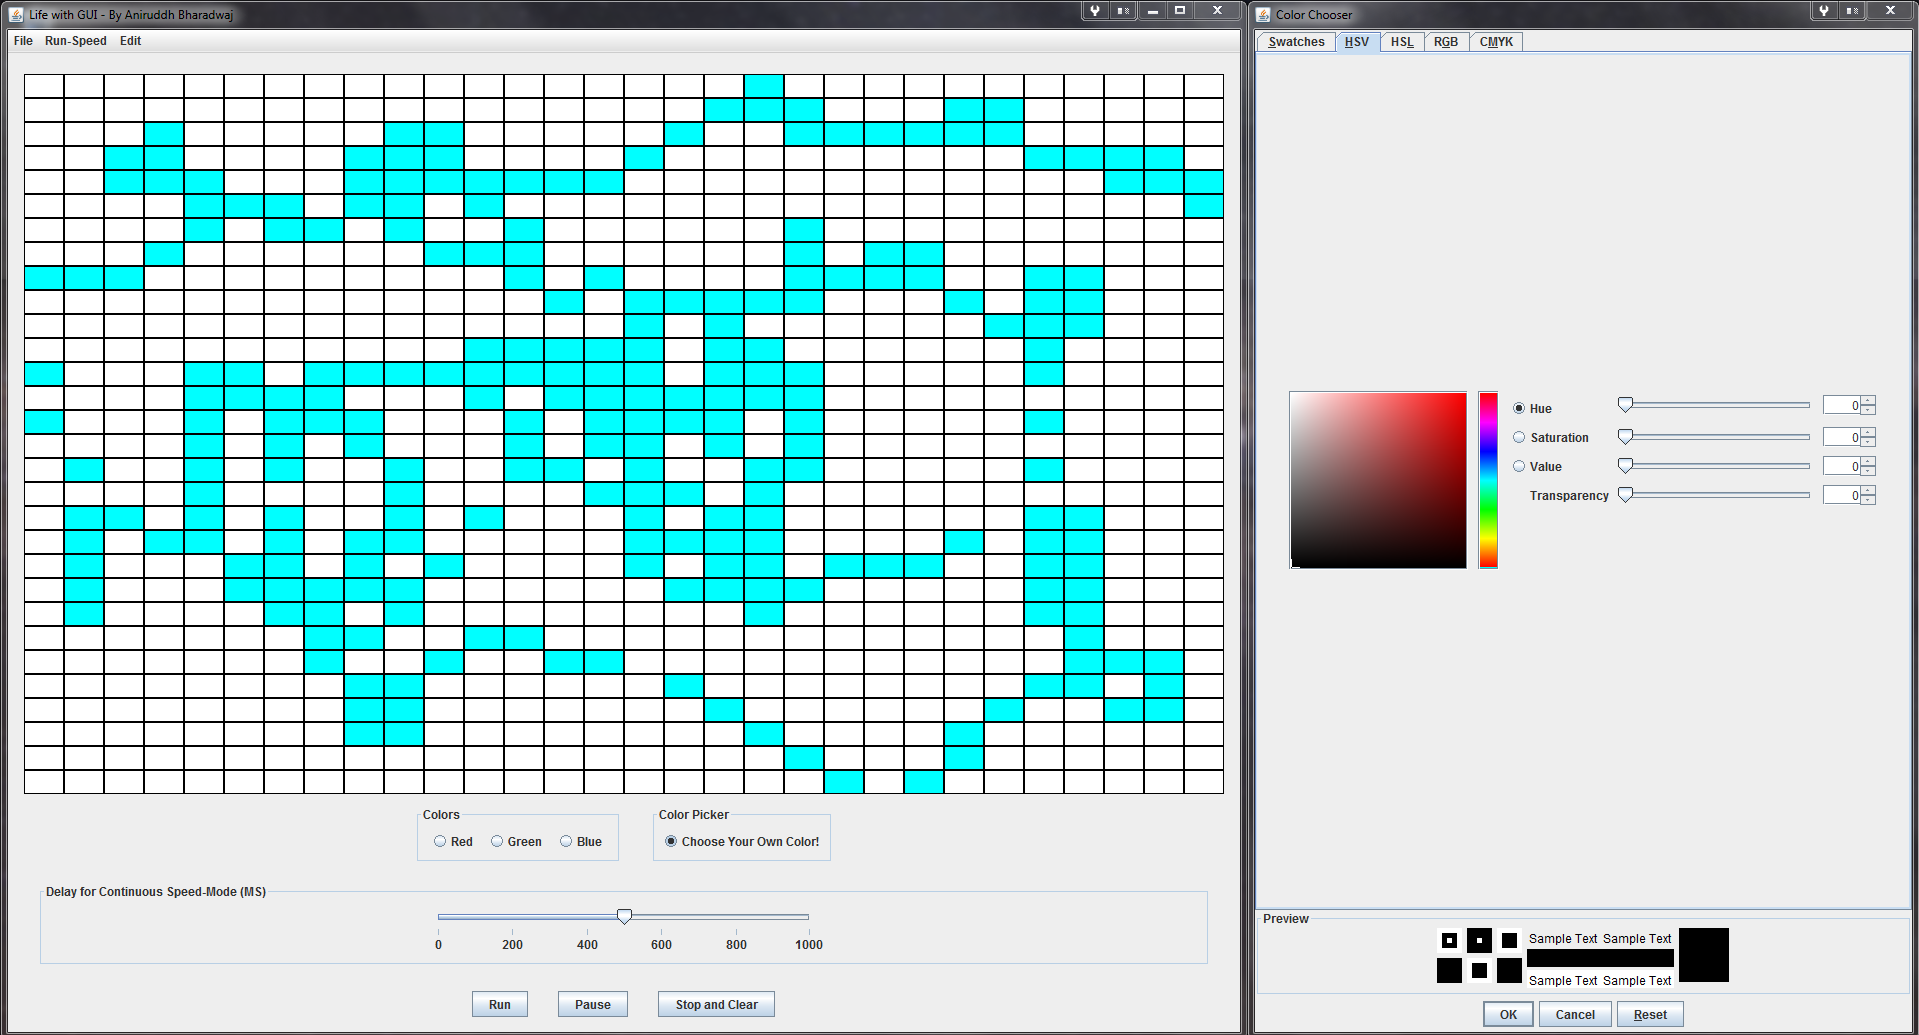 Life with GUI - By Aniruddh Bharadwaj
File Run-Speed Edit
Colors
Red Green Blue
Color Picker
Choose Your Own Color!
Delay for Continuous Speed-Mode (MS)
0 200 400 600 800 1000
Run Pause Stop and Clear
Color Chooser
Swatches HSV HSL RGB CMYK
Hue 0
Saturation 0
Value 0
Transparency 0
Preview
Sample Text Sample Text
Sample Text Sample Text
OK Cancel Reset